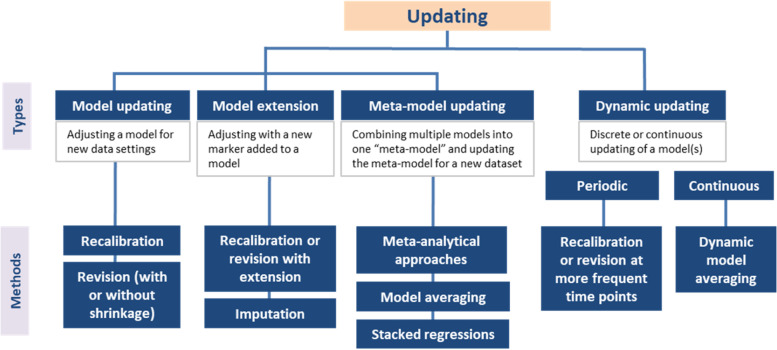 Updating
Types
Model updating
Adjusting a model for
new data settings
Model extension
Adjusting with a new
marker added to a
model
Meta-model updating
Combining multiple models into
one “meta-model” and updating
the meta-model for a new dataset
Dynamic updating
Discrete or continuous
updating of a model(s)
Periodic
Continuous
Methods
Recalibration
Revision (with
or without
shrinkage)
Recalibration or
revision with
extension
Imputation
Meta-analytical
approaches
Model averaging
Stacked regressions
Recalibration
or revision at
more frequent
time points
Dynamic
model
averaging